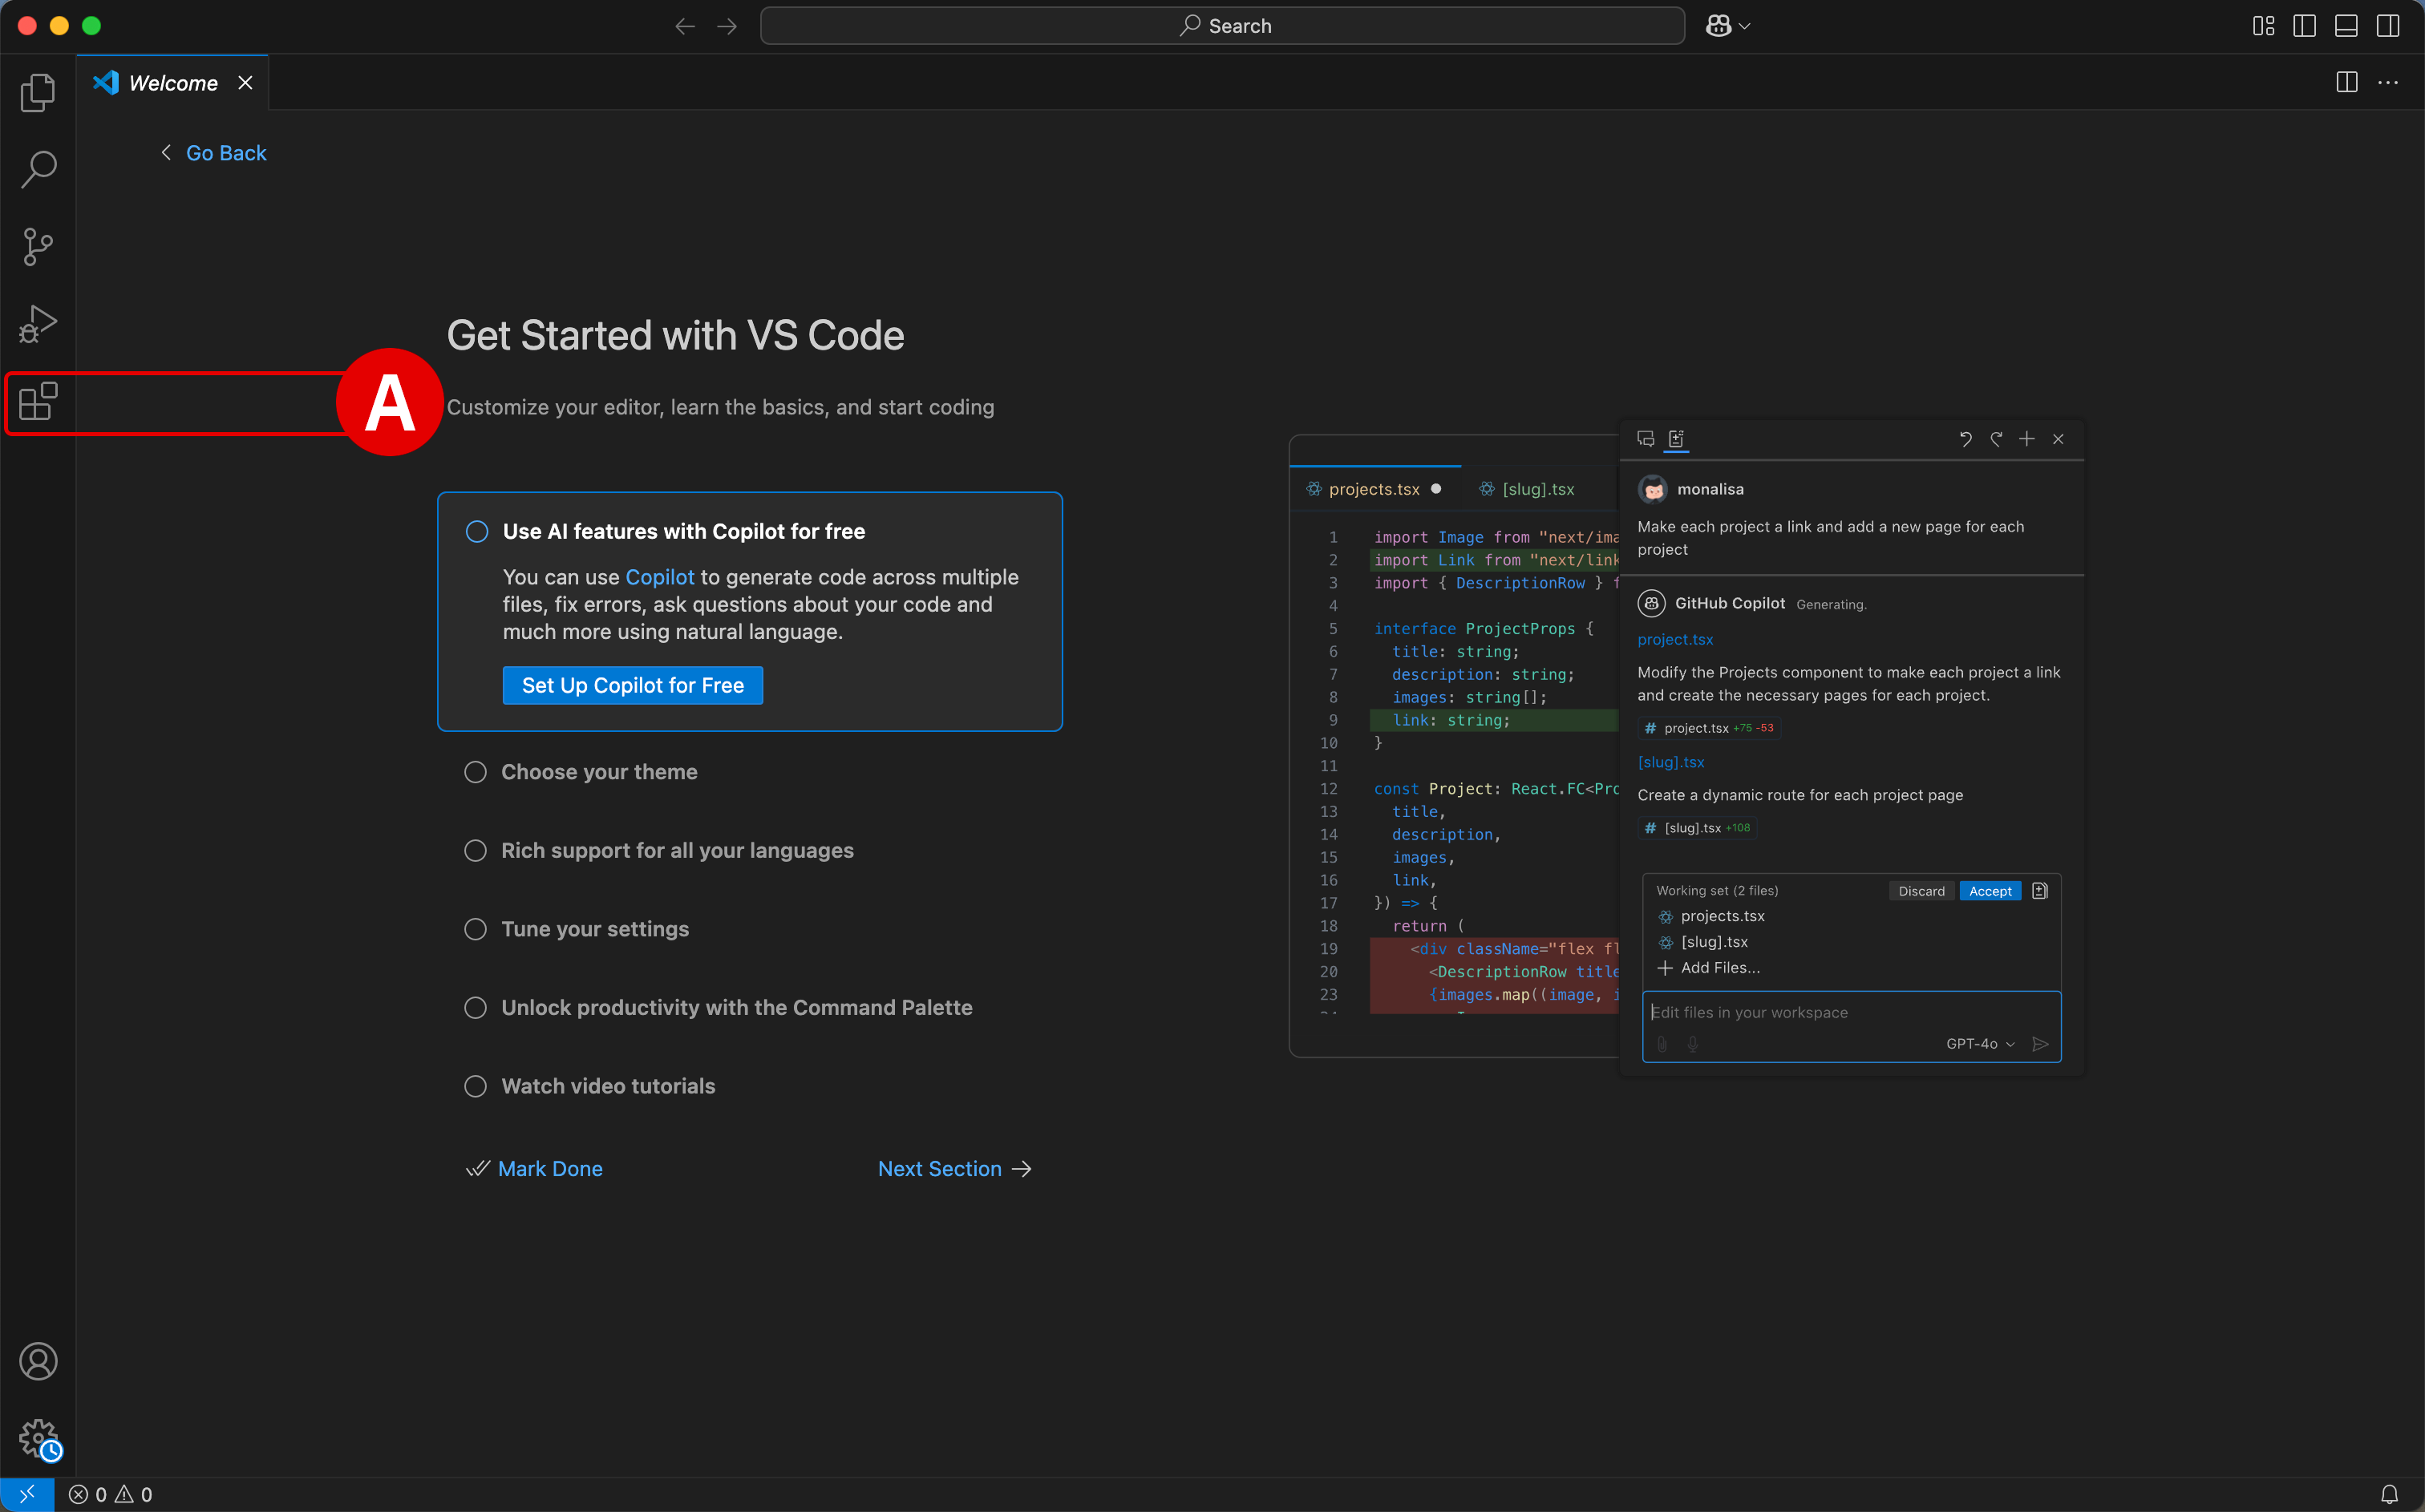 Search
Welcome
Go Back
Get Started with VS Code
A
Customize your editor, learn the basics, and start coding
Use AI features with Copilot for free
You can use Copilot to generate code across multiple
files, fix errors, ask questions about your code and
much more using natural language.
Set Up Copilot for Free
Choose your theme
Rich support for all your languages
Tune your settings
Unlock productivity with the Command Palette
Watch video tutorials
Mark Done
Next Section
projects.tsx
[slug].tsx
1 import Image from "next/ima
2 import Link from "next/link
3 import { DescriptionRow } f
4
5 interface ProjectProps {
6 title: string;
7 description: string;
8 images: string[];
9 link: string;
10 }
11
12 const Project: React.FC<Pro
13 title,
14 description,
15 images,
16 link,
17 }) => {
18 return (
19 <div className="flex fl
20 <DescriptionRow title
23 {images.map((image, i
monalisa
Make each project a link and add a new page for each
project
GitHub Copilot Generating.
project.tsx
Modify the Projects component to make each project a link
and create the necessary pages for each project.
# project.tsx +75 -53
[slug].tsx
Create a dynamic route for each project page
# [slug].tsx +108
Working set (2 files) Discard Accept
projects.tsx
[slug].tsx
Add Files...
Edit files in your workspace
GPT-4o
0 0